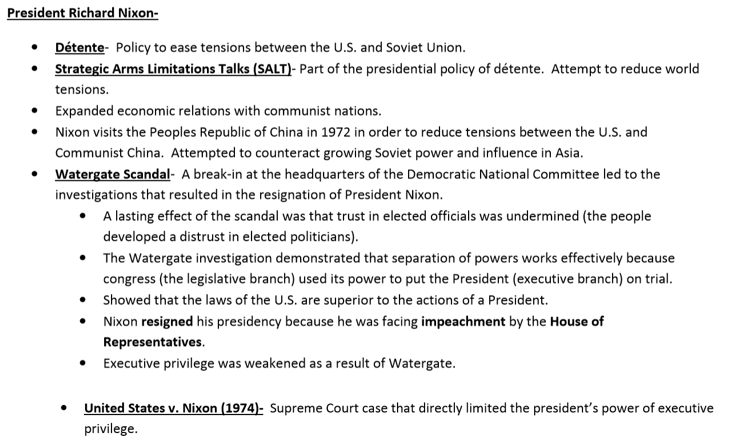 President Richard Nixon-
• Détente- Policy to ease tensions between the U.S. and Soviet Union.
• Strategic Arms Limitations Talks (SALT)- Part of the presidential policy of détente. Attempt to reduce world
tensions.
• Expanded economic relations with communist nations.
• Nixon visits the Peoples Republic of China in 1972 in order to reduce tensions between the U.S. and
Communist China. Attempted to counteract growing Soviet power and influence in Asia.
• Watergate Scandal- A break-in at the headquarters of the Democratic National Committee led to the
investigations that resulted in the resignation of President Nixon.
• A lasting effect of the scandal was that trust in elected officials was undermined (the people
developed a distrust in elected politicians).
• The Watergate investigation demonstrated that separation of powers works effectively because
congress (the legislative branch) used its power to put the President (executive branch) on trial.
• Showed that the laws of the U.S. are superior to the actions of a President.
• Nixon resigned his presidency because he was facing impeachment by the House of
Representatives.
• Executive privilege was weakened as a result of Watergate.
• United States v. Nixon (1974)- Supreme Court case that directly limited the president's power of executive
privilege.